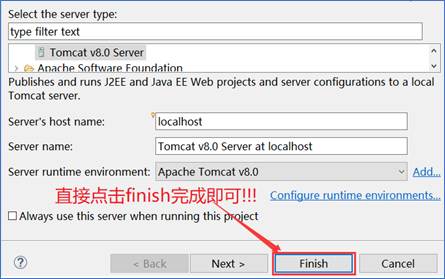 Select the server type:
type filter text
Tomcat v8.0 Server
Apache Software Foundation
Publishes and runs J2EE and Java EE Web projects and server configurations to a local
Tomcat server.
Server's host name: localhost
Server name: Tomcat v8.0 Server at localhost
Server runtime environment: Apache Tomcat v8.0 Add...
直接点击finish完成即可!!! Configure runtime environments...
Always use this server when running this project
? < Back Next > Finish Cancel